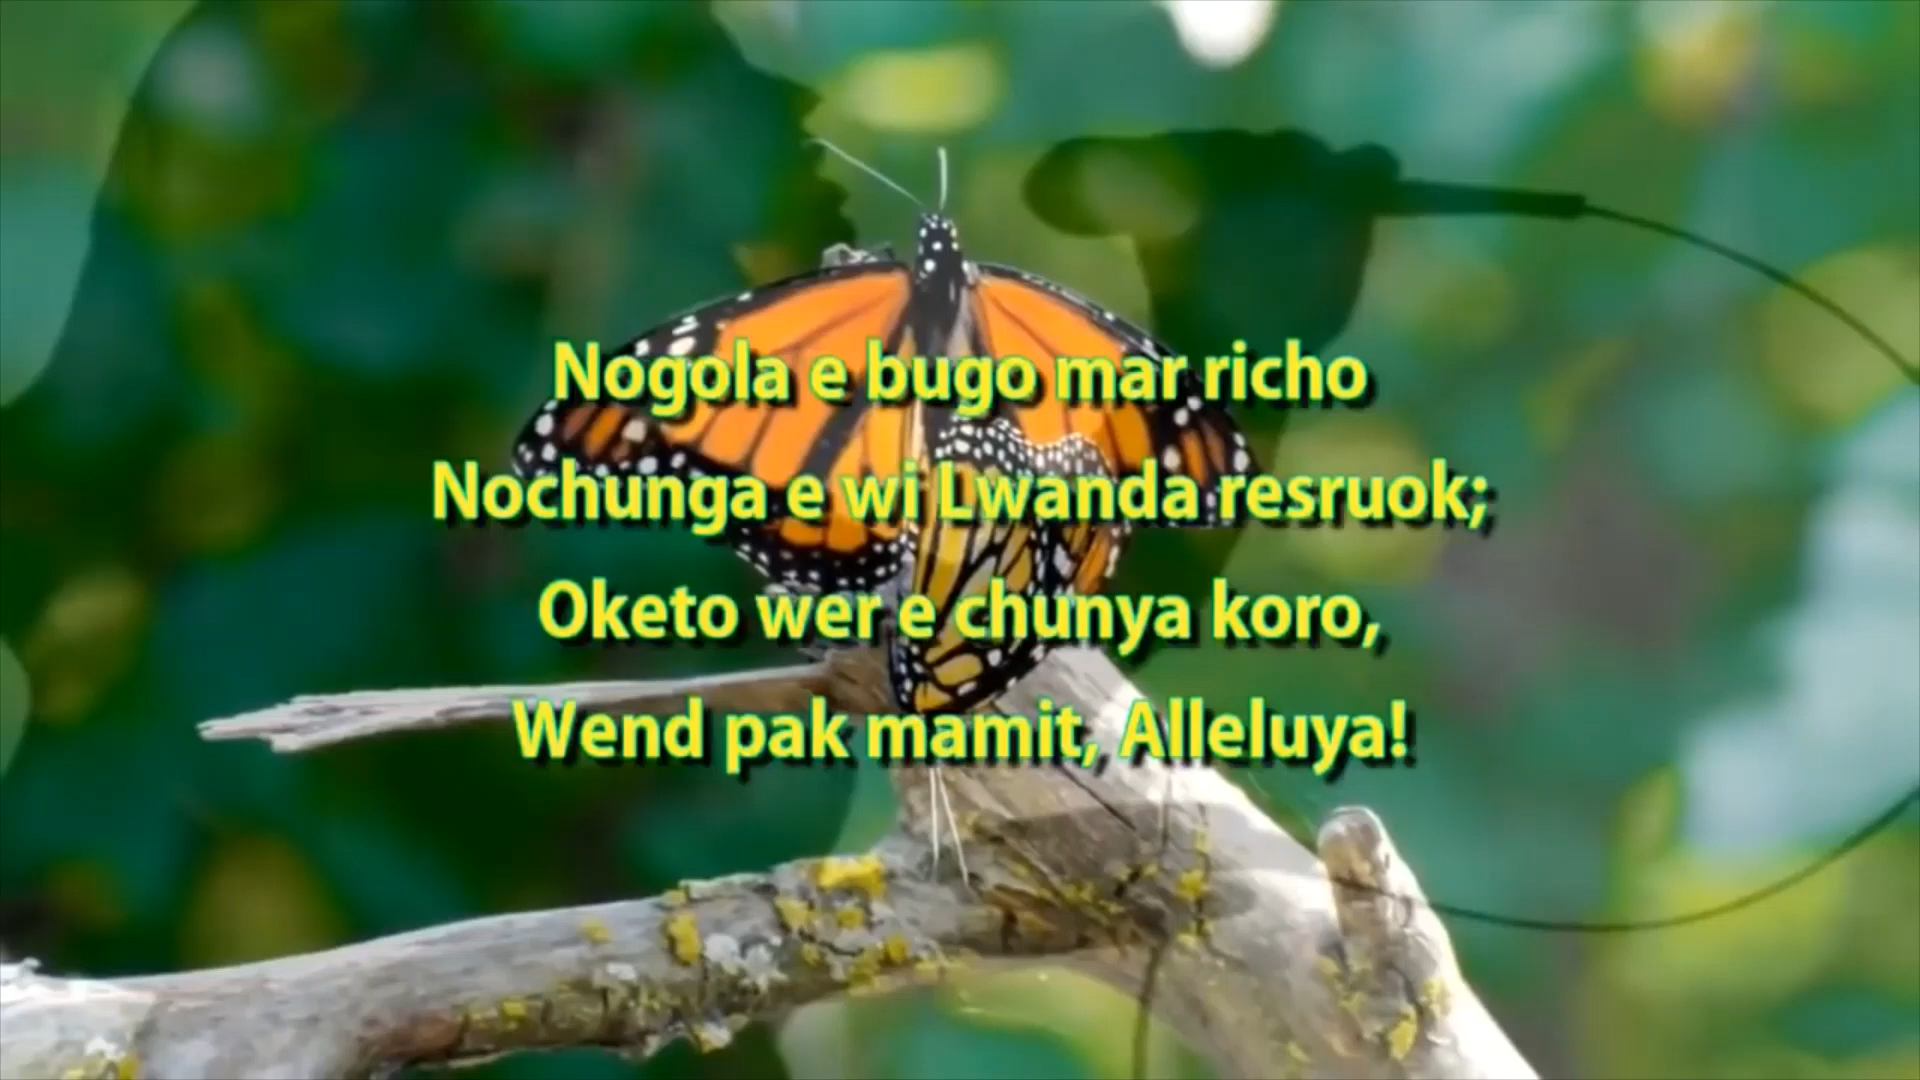 Nogola e bugo mar richo
Nochunga e wi Lwanda resruok;
Oketo wer e chunya koro,
Wend pak mamit, Alleluya!